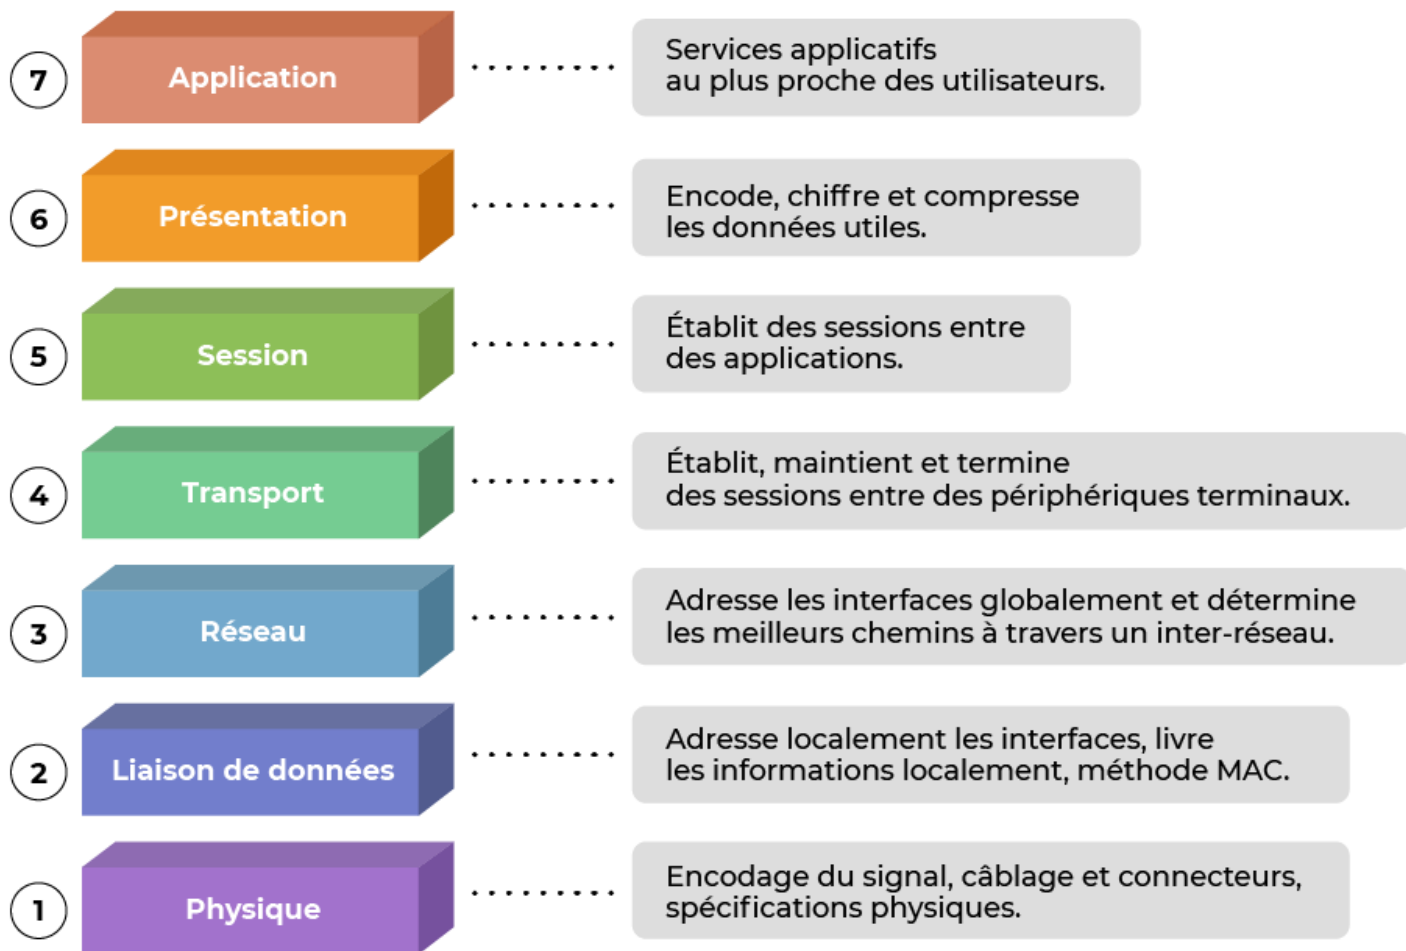 7
Application
Services applicatifs
au plus proche des utilisateurs.
6
Présentation
Encode, chiffre et compresse
les données utiles.
5
Session
Établit des sessions entre
des applications.
4
Transport
Établit, maintient et termine
des sessions entre des périphériques terminaux.
3
Réseau
Adresse les interfaces globalement et détermine
les meilleurs chemins à travers un inter-réseau.
2
Liaison de données
Adresse localement les interfaces, livre
les informations localement, méthode MAC.
1
Physique
Encodage du signal, câblage et connecteurs,
spécifications physiques.